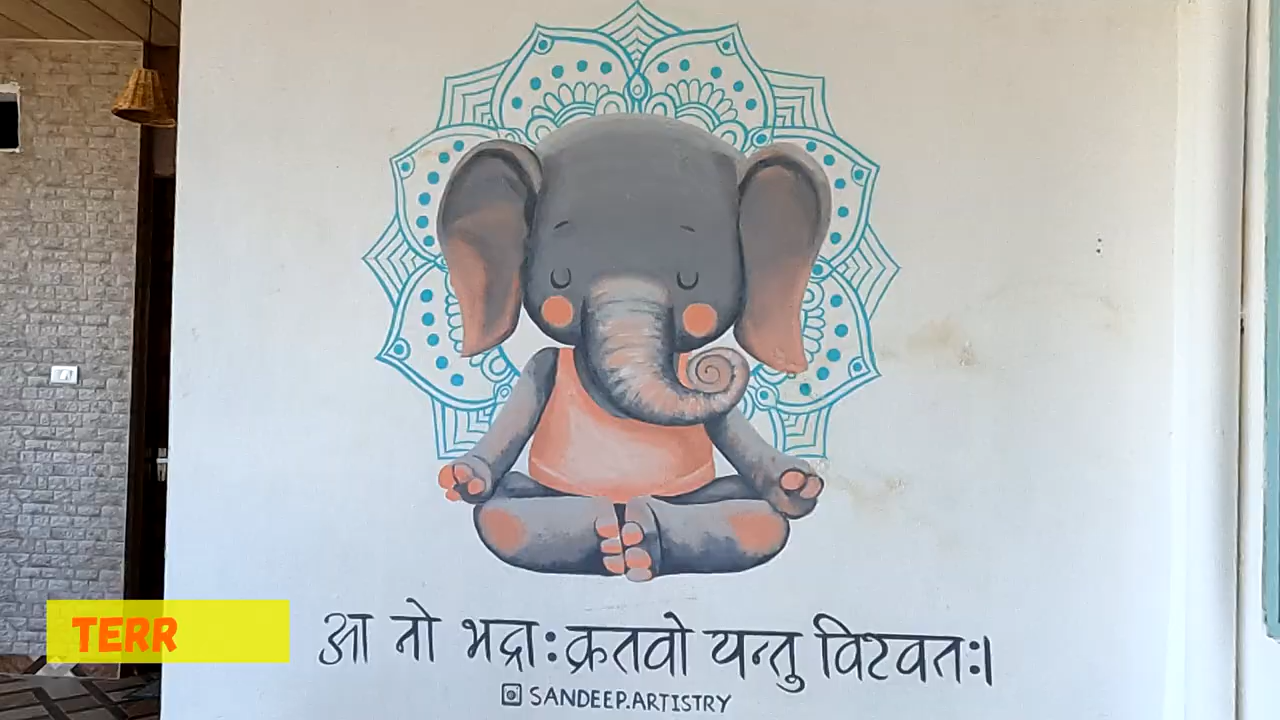 आ नो भद्राः क्रतवो यन्तु विश्वतः।
SANDEEP.ARTISTRY
TERR